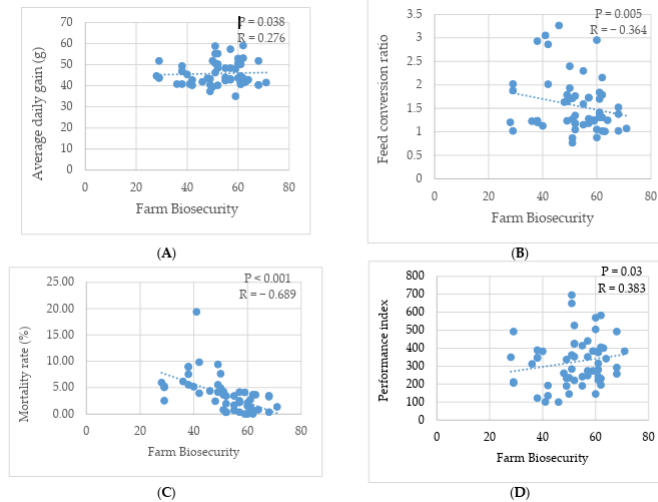 P = 0.038
R = 0.276
Average daily gain (g)
70
60
50
40
30
20
10
0
0 20 40 60 80
Farm Biosecurity
(A)
P = 0.005
R = − 0.364
Feed conversion ratio
3.5
3
2.5
2
1.5
1
0.5
0
0 20 40 60 80
Farm Biosecurity
(B)
P < 0.001
R = − 0.689
Mortality rate (%)
25.00
20.00
15.00
10.00
5.00
0.00
0 20 40 60 80
Farm Biosecurity
(C)
P = 0.03
R = 0.383
Performance index
800
700
600
500
400
300
200
100
0
0 20 40 60 80
Farm Biosecurity
(D)